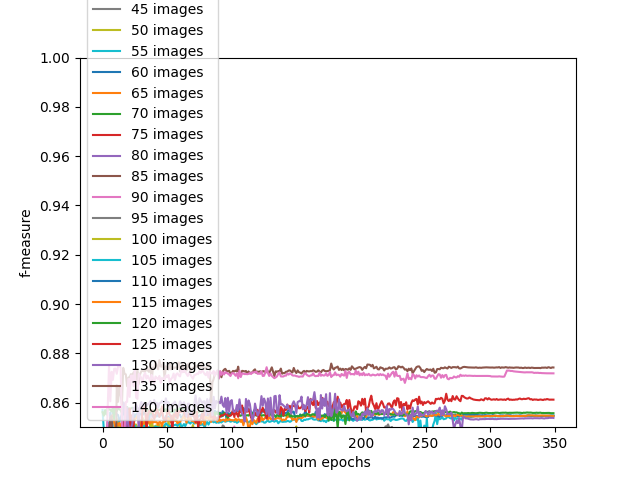 45 images
50 images
55 images
60 images
65 images
70 images
75 images
80 images
85 images
90 images
95 images
100 images
105 images
110 images
115 images
120 images
125 images
130 images
135 images
140 images
1.00
0.98
0.96
0.94
0.92
0.90
0.88
0.86
f-measure
0 50 100 150 200 250 300 350
num epochs